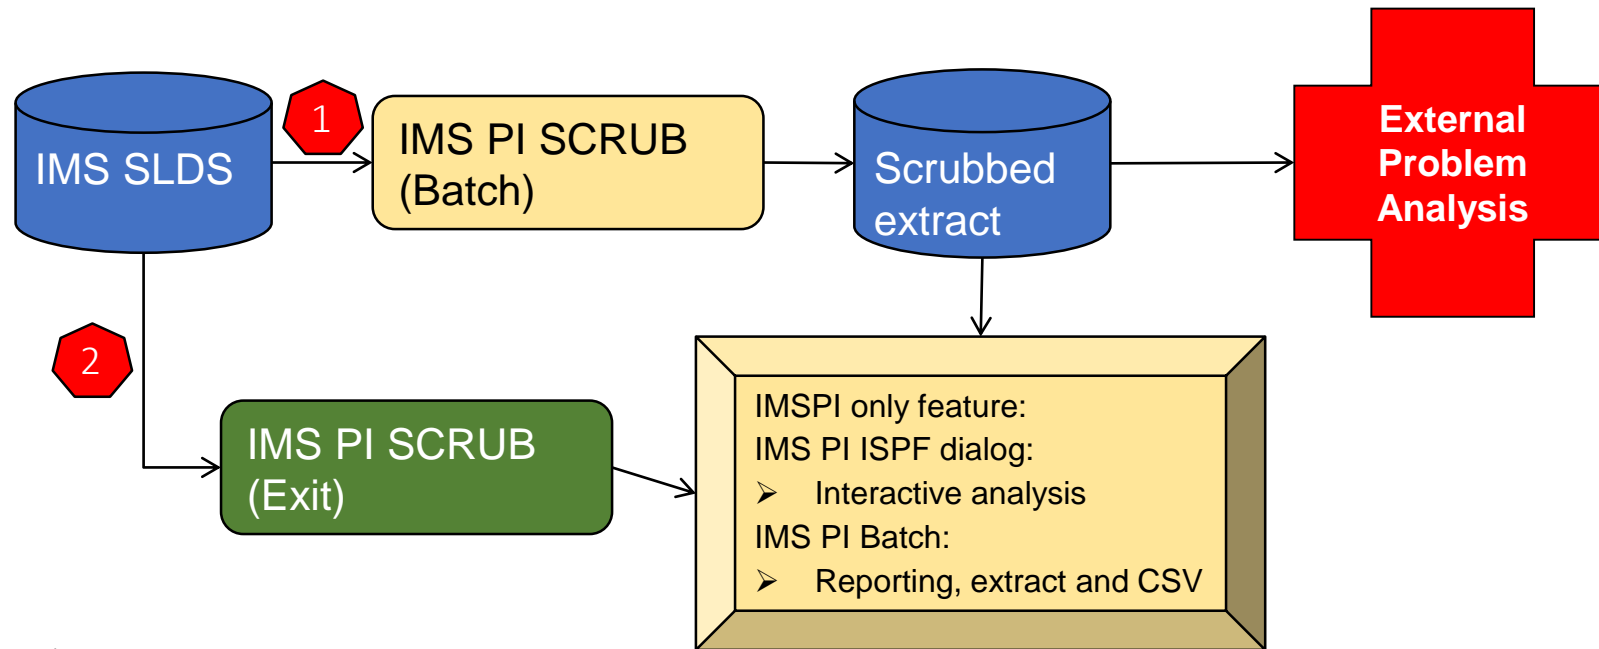 IMS SLDS
1
IMS PI SCRUB
(Batch)
Scrubbed
extract
External
Problem
Analysis
2
IMS PI SCRUB
(Exit)
IMSPI only feature:
IMS PI ISPF dialog:
➢ Interactive analysis
IMS PI Batch:
➢ Reporting, extract and CSV